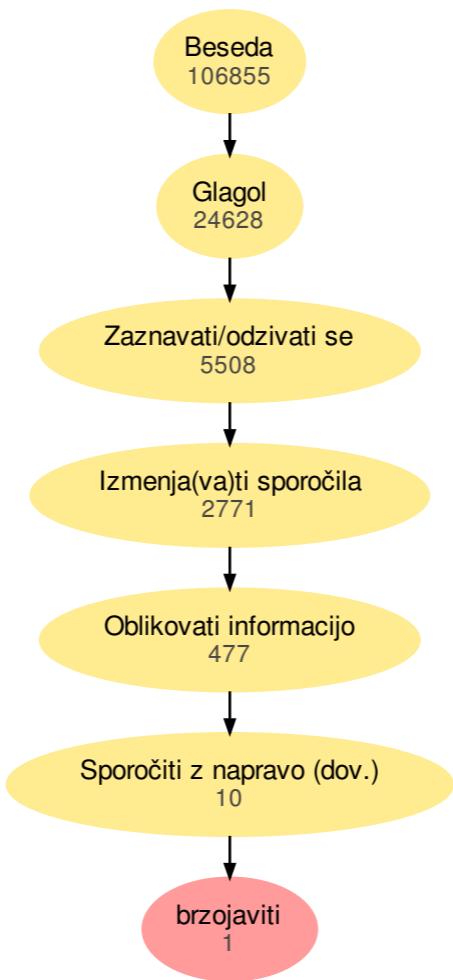 Beseda
106855
Glagol
24628
Zaznavati/odzivati se
5508
Izmenja(va)ti sporočila
2771
Oblikovati informacijo
477
Sporočiti z napravo (dov.)
10
brzojaviti
1